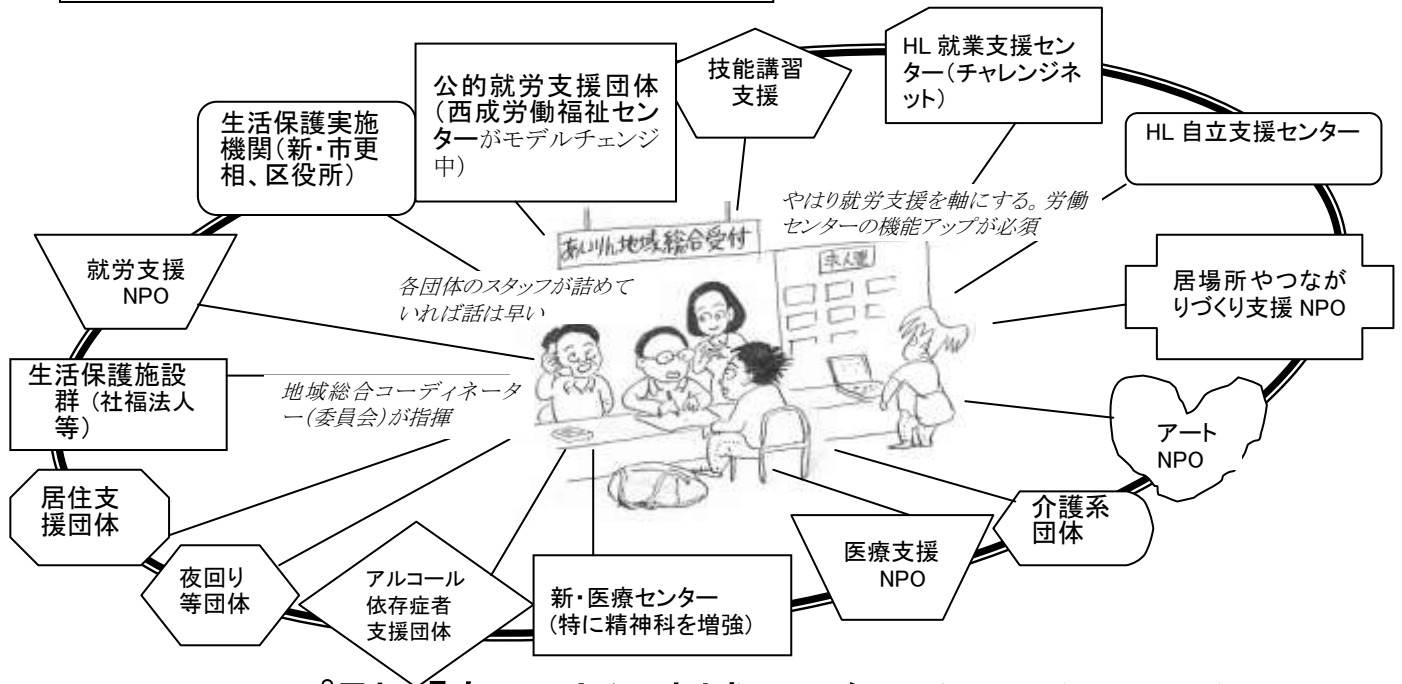 技能講習
支援
HL 就業支援セン
ター(チャレンジネ
ット)
公的就労支援団体
(西成労働福祉セン
ターがモデルチェンジ
中)
生活保護実施
機関(新・市更
相、区役所)
HL 自立支援センター
やはり就労支援を軸にする。労働
センターの機能アップが必須
あいりん地域総合受付
求人票
就労支援
NPO
各団体のスタッフが詰めて
いれば話は早い
居場所やつなが
りづくり支援 NPO
生活保護施設
群 (社福法人
等)
地域総合コーディネータ
ー(委員会)が指揮
アート
NPO
居住支
援団体
介護系
団体
医療支援
NPO
夜回り
等団体
アルコール
依存症者
支援団体
新・医療センター
(特に精神科を増強)